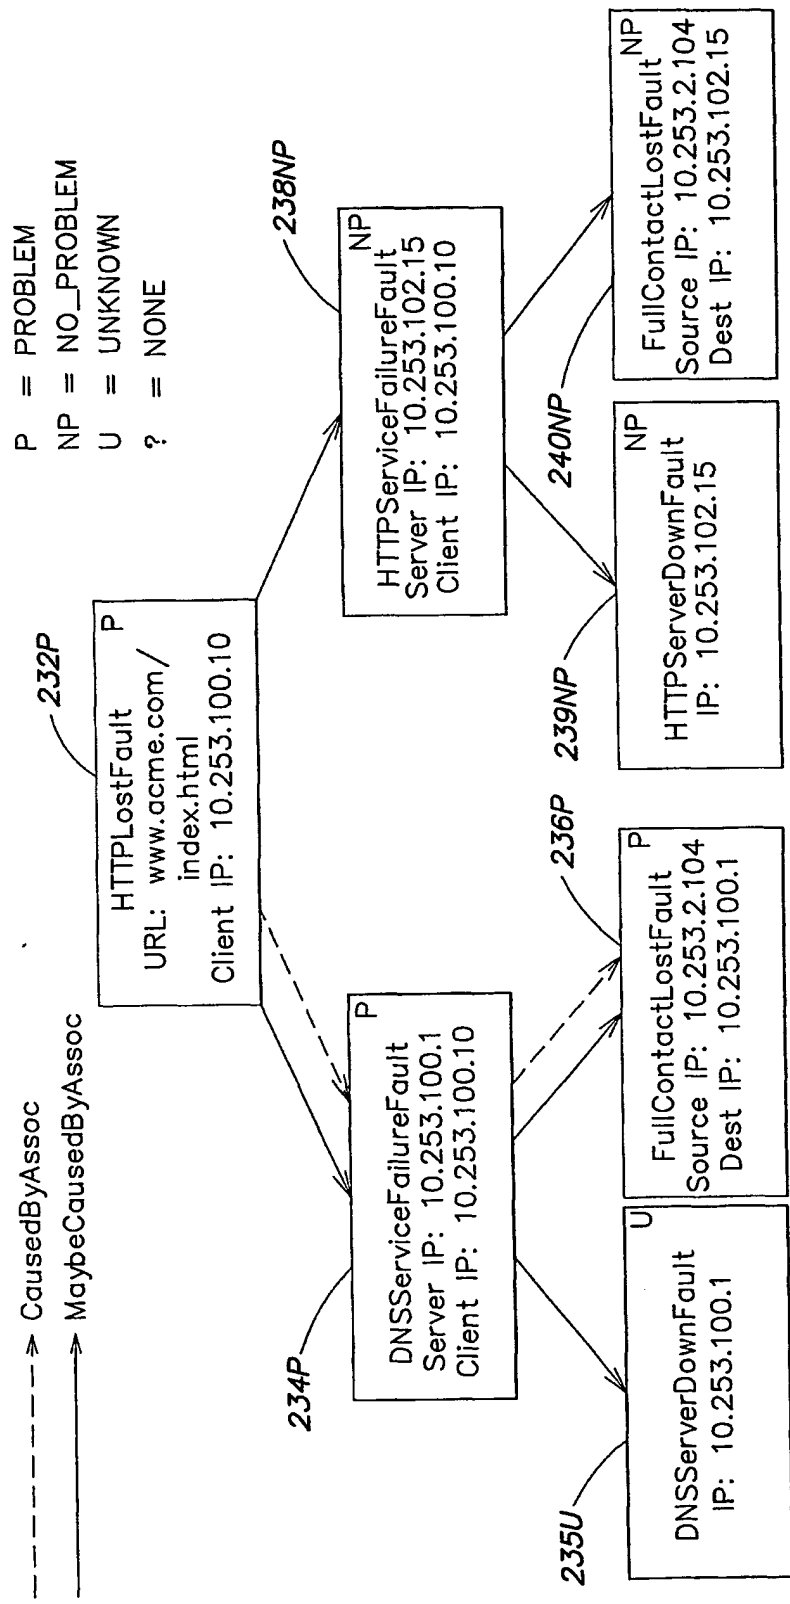 CausedByAssoc
MaybeCausedByAssoc
P = PROBLEM
NP = NO_PROBLEM
U = UNKNOWN
? = NONE
232P
HTTPLostFault
P
URL: www.acme.com/
index.html
Client IP: 10.253.100.10
234P
DNSServiceFailureFault
P
Server IP: 10.253.100.1
Client IP: 10.253.100.10
238NP
HTTPServiceFailureFault
NP
Server IP: 10.253.102.15
Client IP: 10.253.100.10
235U
DNSServerDownFault
U
IP: 10.253.100.1
236P
FullContactLostFault
P
Source IP: 10.253.2.104
Dest IP: 10.253.100.1
239NP
HTTPServerDownFault
NP
IP: 10.253.102.15
240NP
FullContactLostFault
NP
Source IP: 10.253.2.104
Dest IP: 10.253.102.15